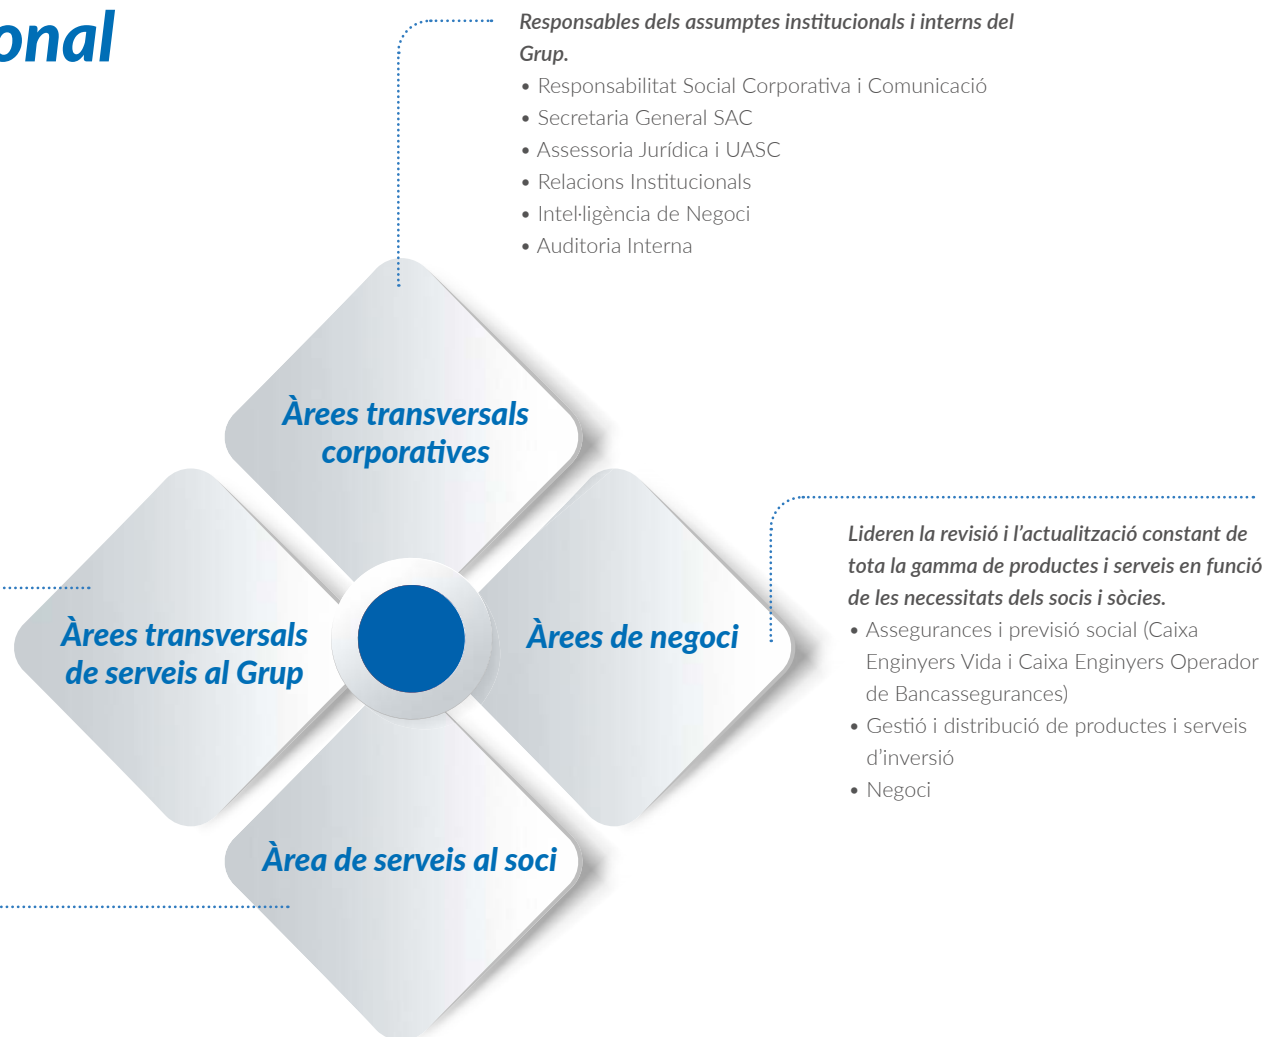 onal
Responsables dels assumptes institucionals i interns del
Grup.
• Responsabilitat Social Corporativa i Comunicació
• Secretaria General SAC
• Assessoria Jurídica i UASC
• Relacions Institucionals
• Intel·ligència de Negoci
• Auditoria Interna
Àrees transversals
corporatives
Àrees transversals
de serveis al Grup
Àrees de negoci
Lideren la revisió i l’actualització constant de
tota la gamma de productes i serveis en funció
de les necessitats dels socis i sòcies.
• Assegurances i previsió social (Caixa
Enginyers Vida i Caixa Enginyers Operador
de Bancassegurances)
• Gestió i distribució de productes i serveis
d’inversió
• Negoci
Àrea de serveis al soci